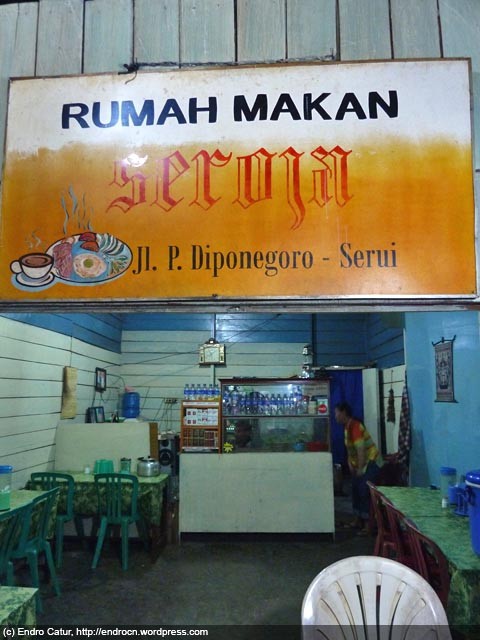 RUMAH MAKAN
seroja
Jl. P. Diponegoro - Serui
(c) Endro Catur, http://endrocn.wordpress.com